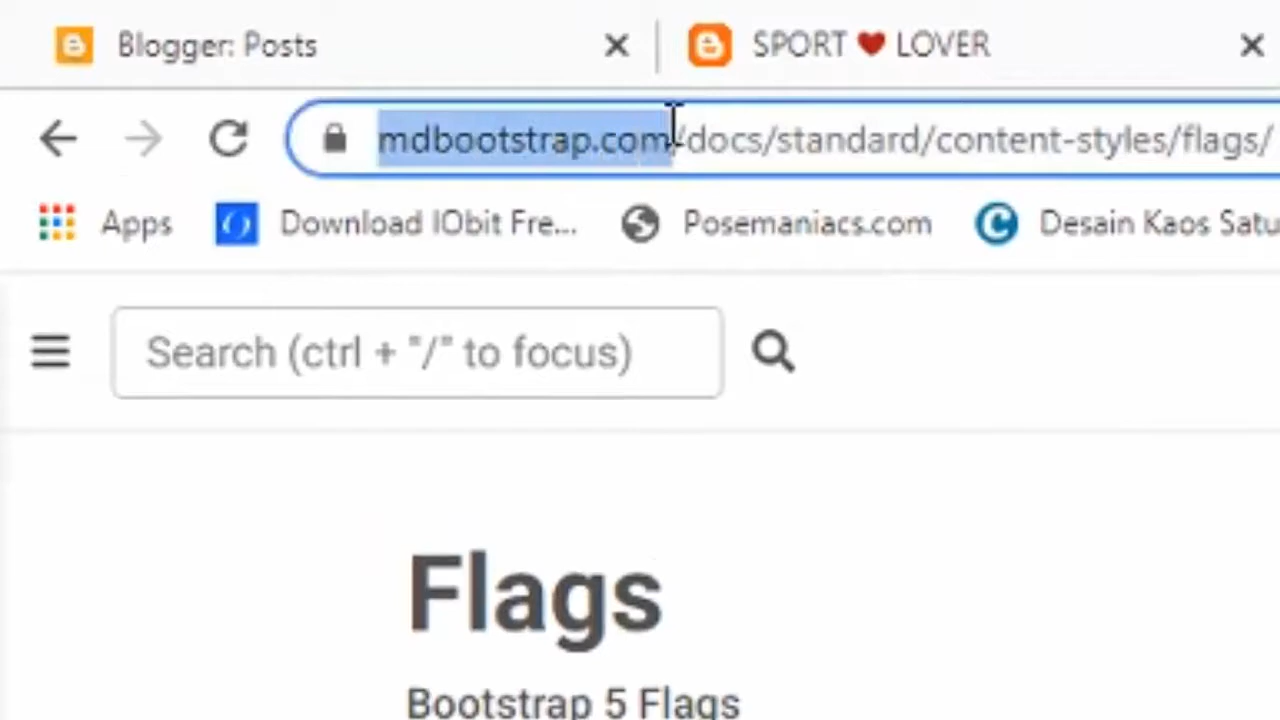 Blogger: Posts
SPORT ❤ LOVER
mdbootstrap.com/docs/standard/content-styles/flags/
Apps
Download IObit Fre...
Posemaniacs.com
Desain Kaos Satu
Search (ctrl + "/" to focus)
Flags
Bootstrap 5 Flags